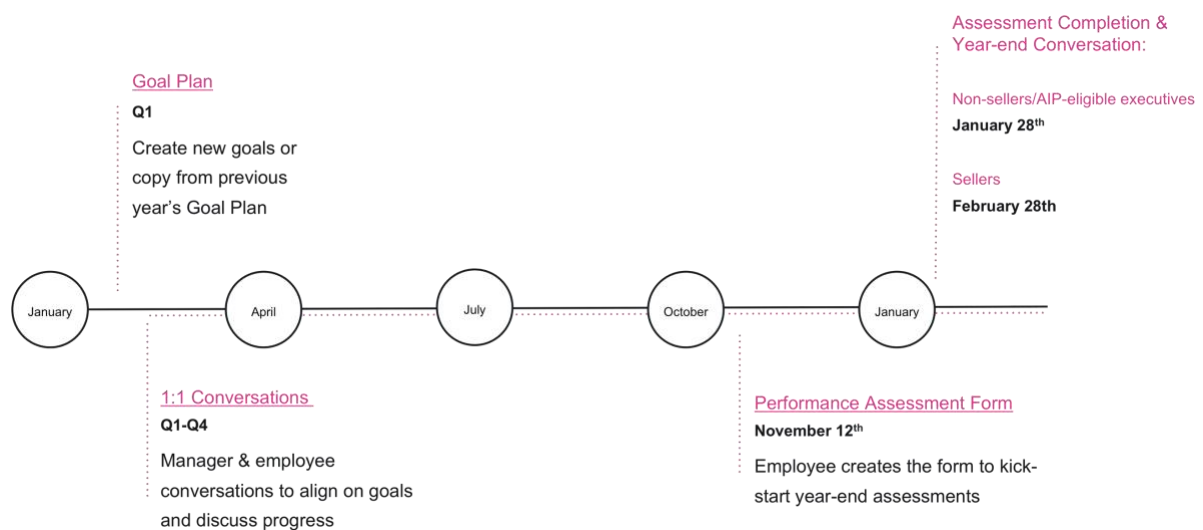 Assessment Completion &
Year-end Conversation:
Non-sellers/AIP-eligible executives
January 28th
Sellers
February 28th
Goal Plan
Q1
Create new goals or
copy from previous
year's Goal Plan
January
April
July
October
January
1:1 Conversations
Q1-Q4
Manager & employee
conversations to align on goals
and discuss progress
Performance Assessment Form
November 12th
Employee creates the form to kick-
start year-end assessments